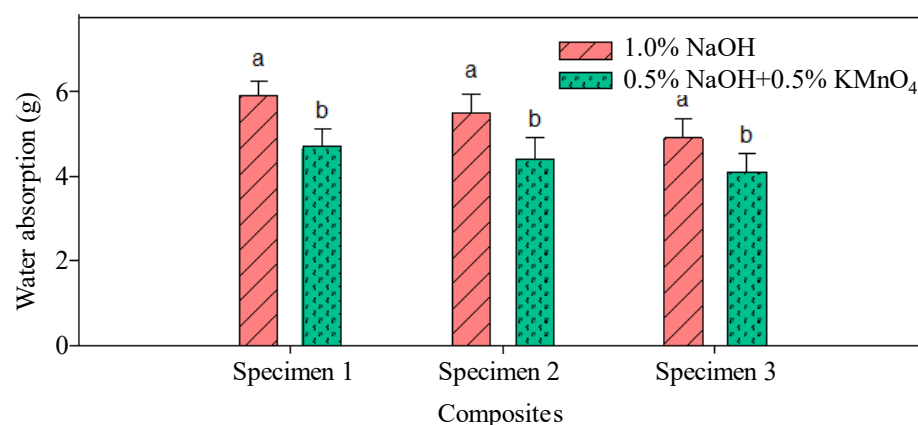 1.0% NaOH
0.5% NaOH+0.5% KMnO₄
a
b
a
b
a
b
Water absorption (g)
6
4
2
0
Specimen 1
Specimen 2
Specimen 3
Composites